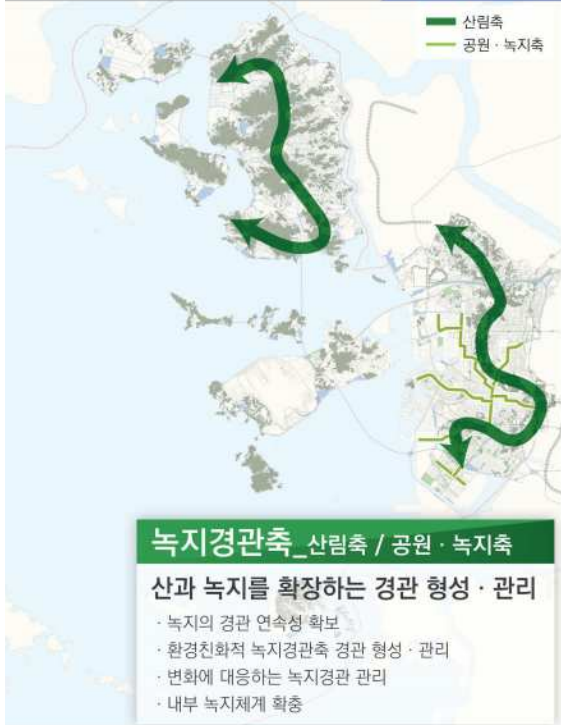 산림축
공원 · 녹지축
녹지경관축_산림축 / 공원 · 녹지축
산과 녹지를 확장하는 경관 형성 · 관리
· 녹지의 경관 연속성 확보
· 환경친화적 녹지경관축 경관 형성 · 관리
· 변화에 대응하는 녹지경관 관리
· 내부 녹지체계 확충